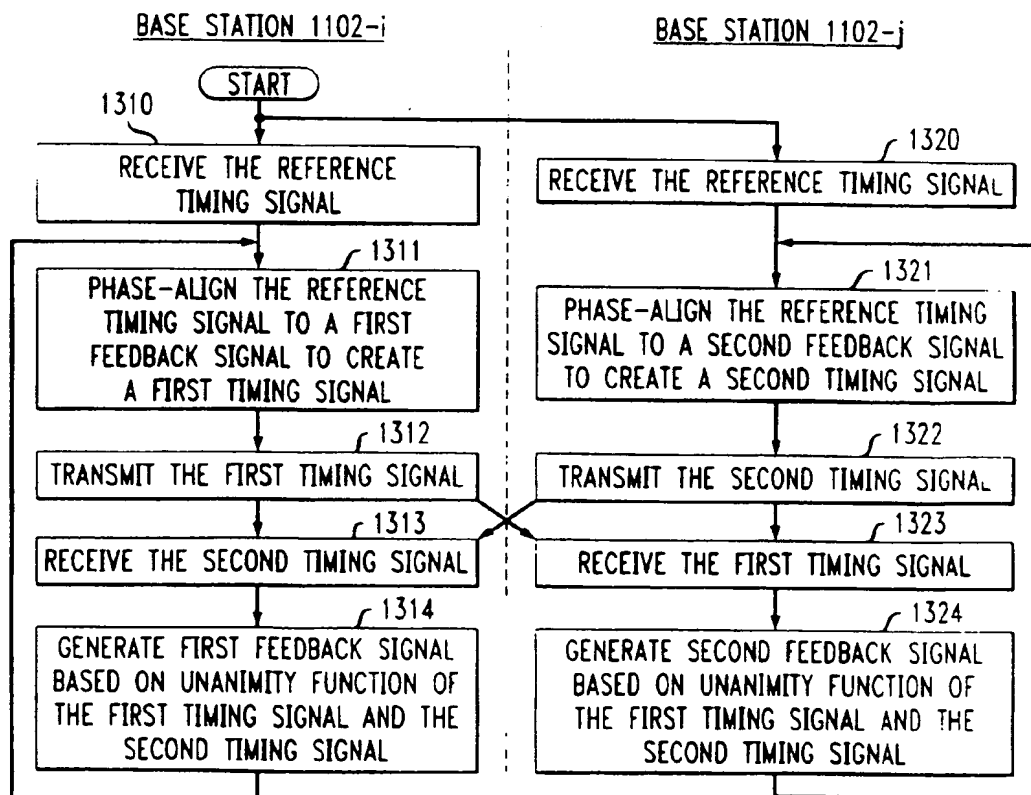 BASE STATION 1102-i
BASE STATION 1102-j
START
1310
RECEIVE THE REFERENCE
TIMING SIGNAL
1320
RECEIVE THE REFERENCE TIMING SIGNAL
1311
PHASE-ALIGN THE REFERENCE
TIMING SIGNAL TO A FIRST
FEEDBACK SIGNAL TO CREATE
A FIRST TIMING SIGNAL
1321
PHASE-ALIGN THE REFERENCE TIMING
SIGNAL TO A SECOND FEEDBACK SIGNAL
TO CREATE A SECOND TIMING SIGNAL
1312
TRANSMIT THE FIRST TIMING SIGNAL
1322
TRANSMIT THE SECOND TIMING SIGNAL
1313
RECEIVE THE SECOND TIMING SIGNAL
1323
RECEIVE THE FIRST TIMING SIGNAL
1314
GENERATE FIRST FEEDBACK SIGNAL
BASED ON UNANIMITY FUNCTION OF
THE FIRST TIMING SIGNAL AND THE
SECOND TIMING SIGNAL
1324
GENERATE SECOND FEEDBACK SIGNAL
BASED ON UNANIMITY FUNCTION OF
THE FIRST TIMING SIGNAL AND THE
SECOND TIMING SIGNAL